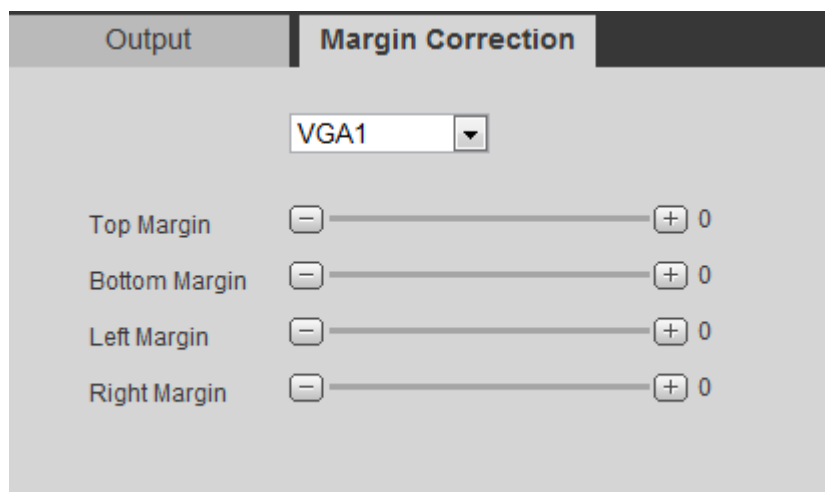 Output Margin Correction
VGA1
Top Margin 0
Bottom Margin 0
Left Margin 0
Right Margin 0